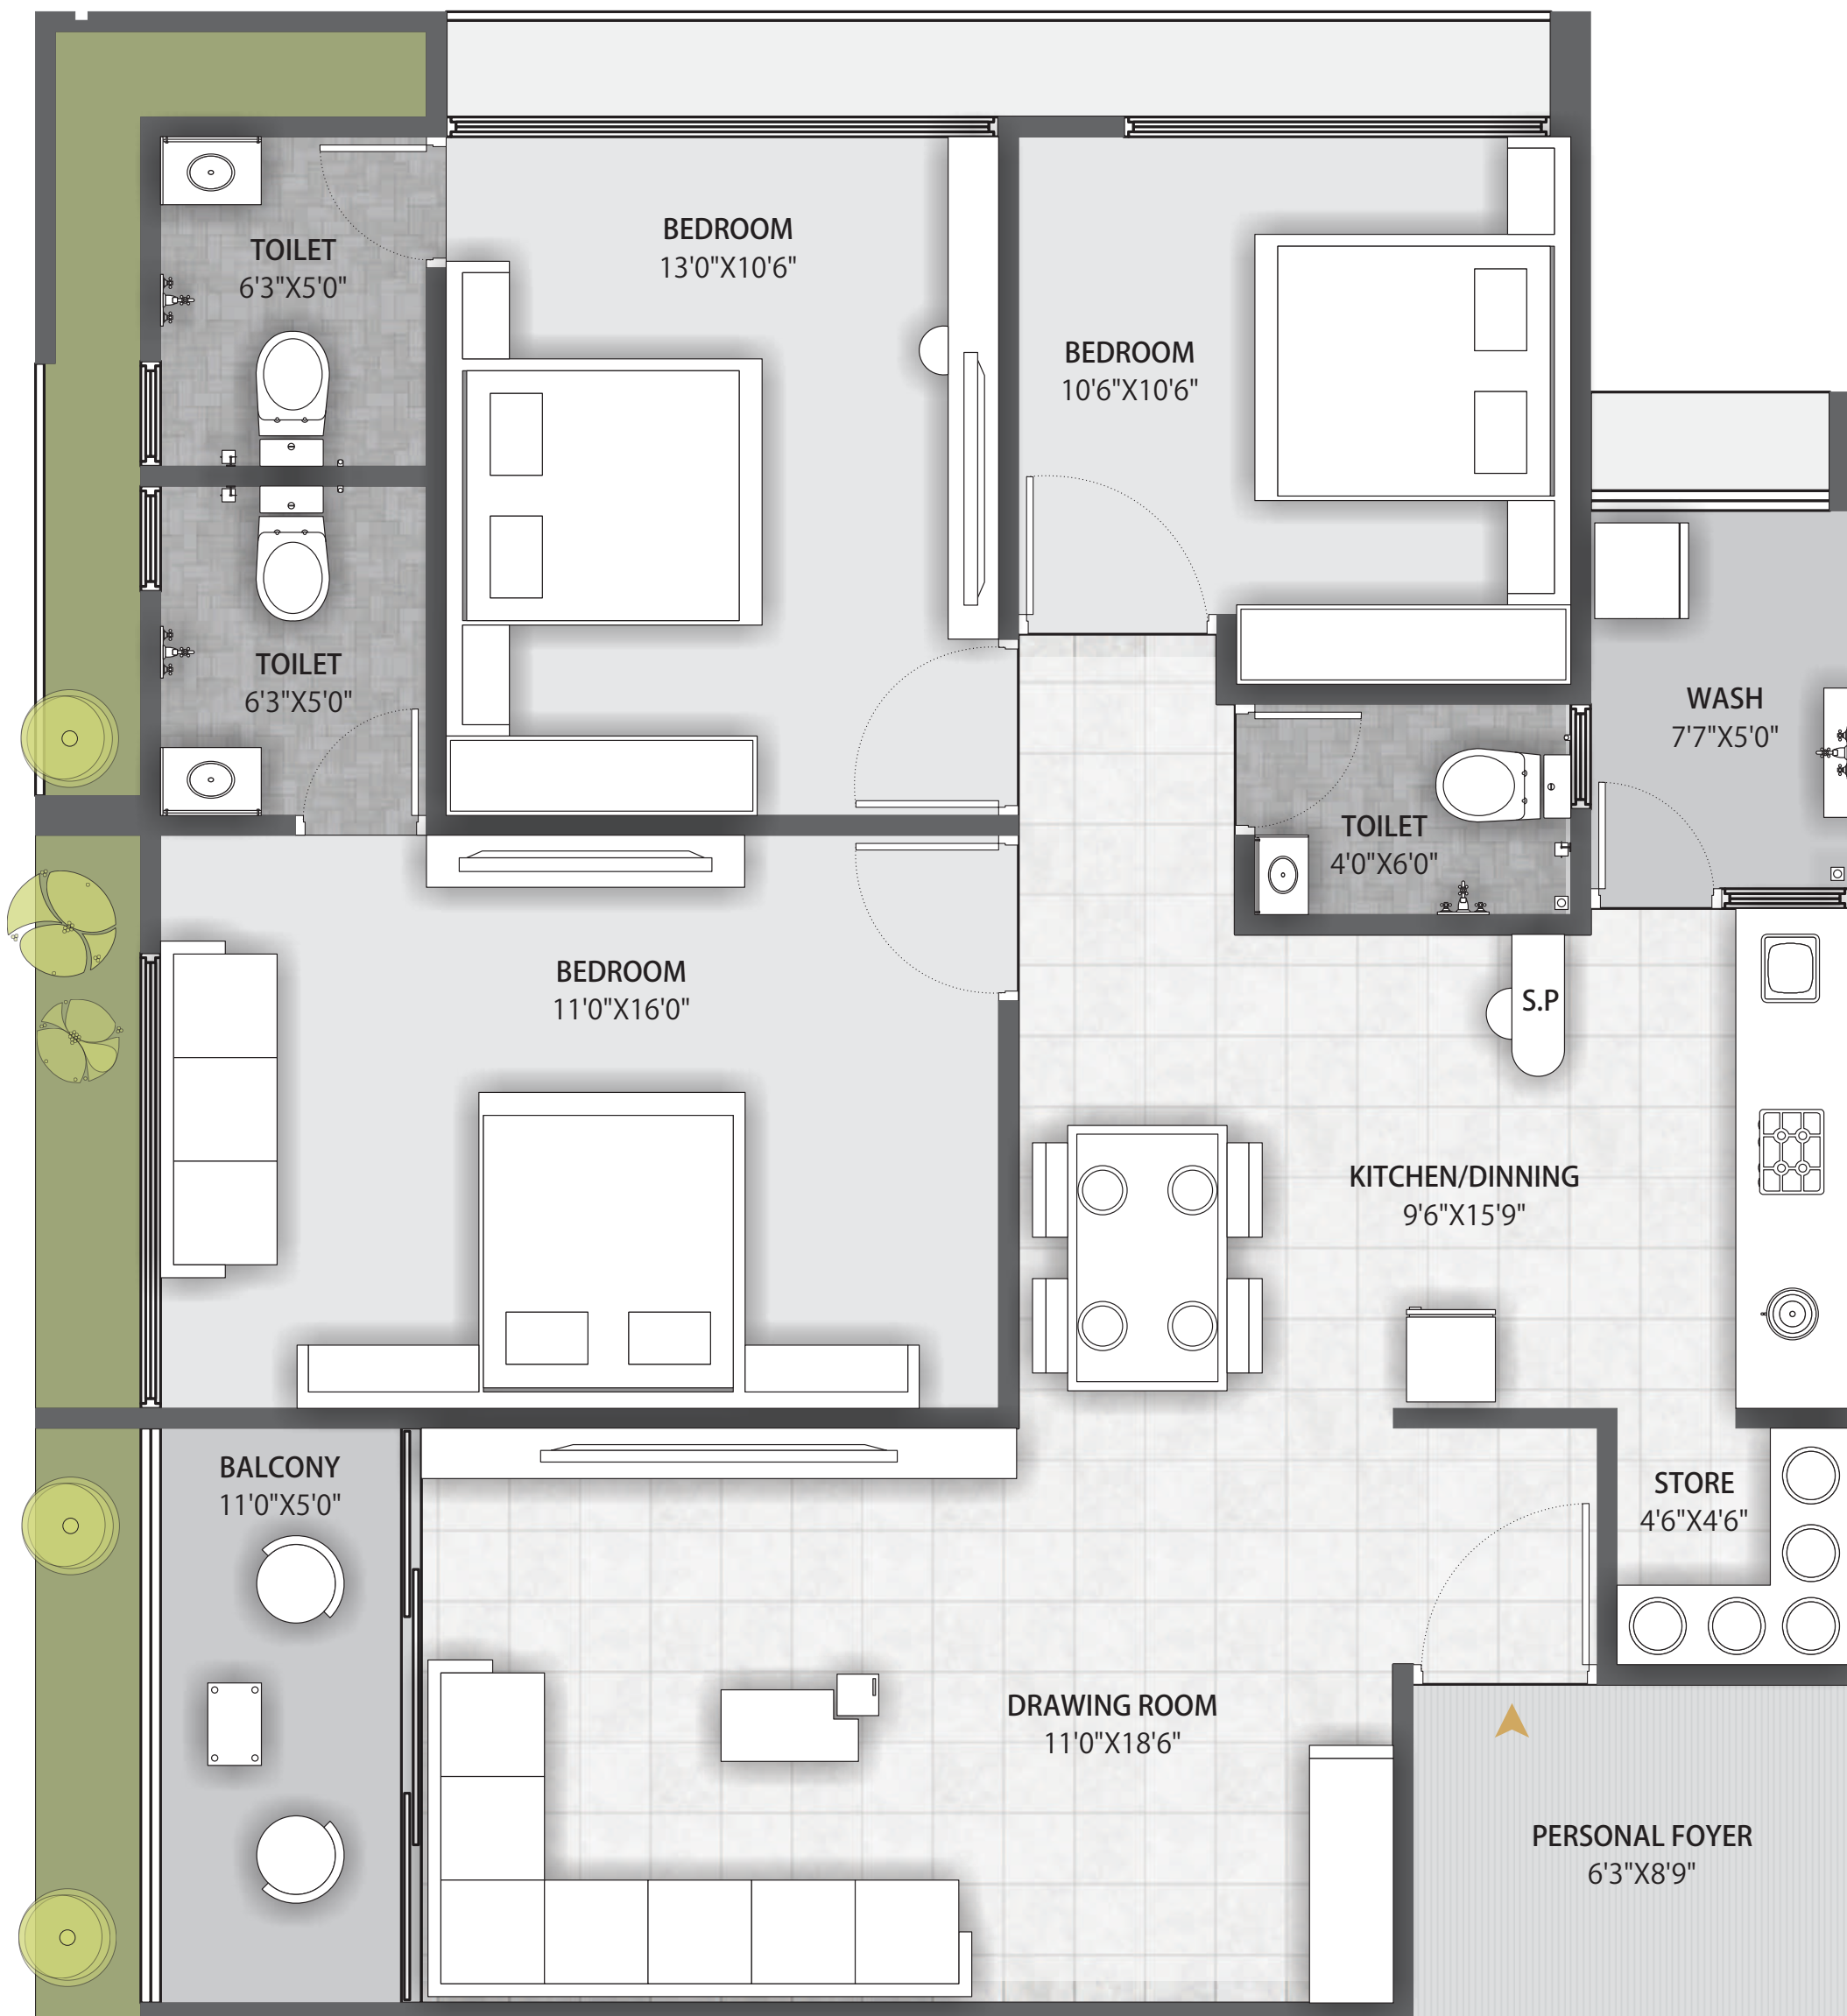 BEDROOM
13'0"X10'6"
TOILET
6'3"X5'0"
BEDROOM
10'6"X10'6"
TOILET
6'3"X5'0"
WASH
7'7"X5'0"
TOILET
4'0"X6'0"
BEDROOM
11'0"X16'0"
S.P
KITCHEN/DINNING
9'6"X15'9"
BALCONY
11'0"X5'0"
STORE
4'6"X4'6"
DRAWING ROOM
11'0"X18'6"
PERSONAL FOYER
6'3"X8'9"